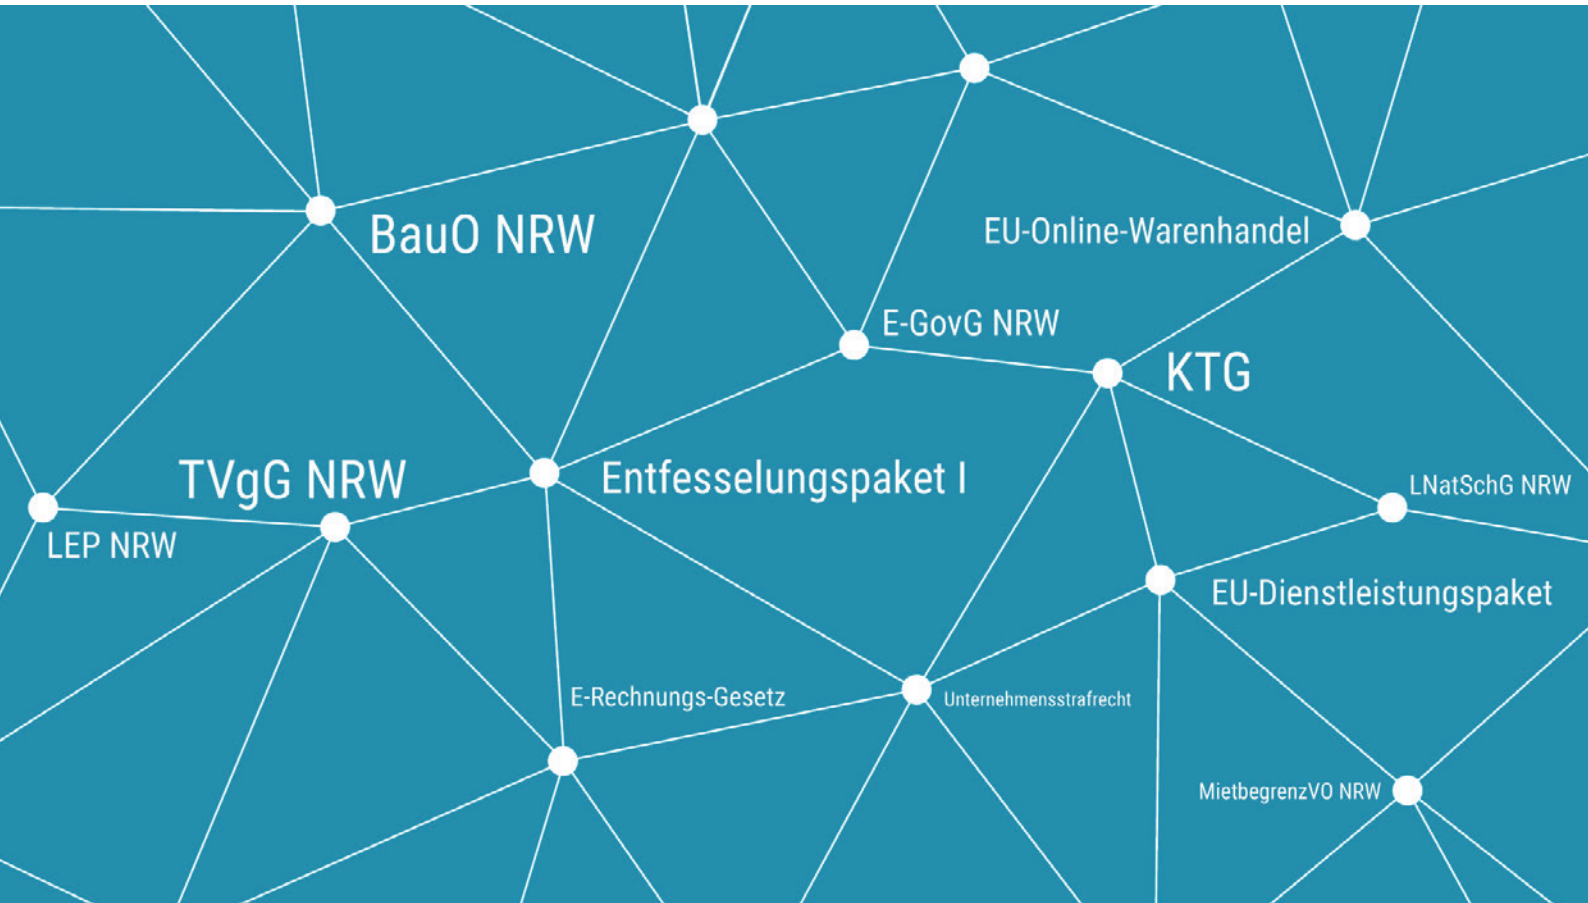 BauO NRW
EU-Online-Warenhandel
E-GovG NRW
KTG
TVgG NRW
Entfesselungspaket I
LNatSchG NRW
LEP NRW
EU-Dienstleistungspaket
E-Rechnungs-Gesetz
Unternehmensstrafrecht
MietbegrenzVO NRW